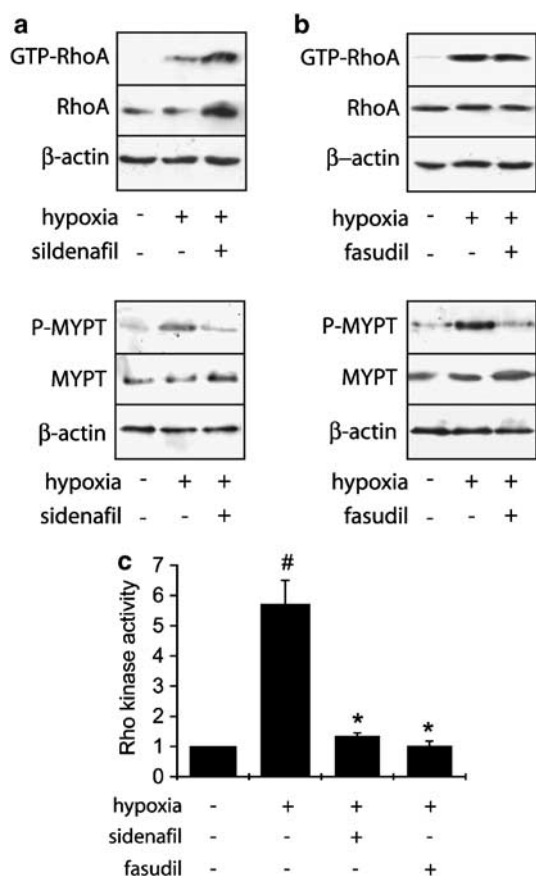 a
GTP-RhoA
RhoA
β-actin
hypoxia - + +
sildenafil - - +
P-MYPT
MYPT
β-actin
hypoxia - + +
sidenafil - - +
b
GTP-RhoA
RhoA
β–actin
hypoxia - + +
fasudil - - +
P-MYPT
MYPT
β-actin
hypoxia - + +
fasudil - - +
c
Rho kinase activity
7
6
5
4
3
2
1
0
#
*
*
hypoxia - + + +
sidenafil - - + -
fasudil - - - +